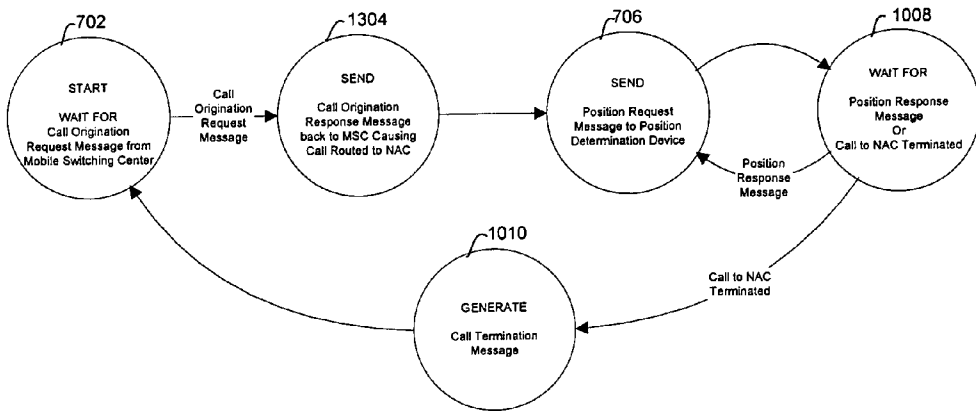 702
START
WAIT FOR
Call Origination
Request Message from
Mobile Switching Center
Call
Origination
Request
Message
1304
SEND
Call Origination
Response Message
back to MSC Causing
Call Routed to NAC
706
SEND
Position Request
Message to Position
Determination Device
1008
WAIT FOR
Position Response
Message
Or
Call to NAC Terminated
Position
Response
Message
Call to NAC
Terminated
1010
GENERATE
Call Termination
Message